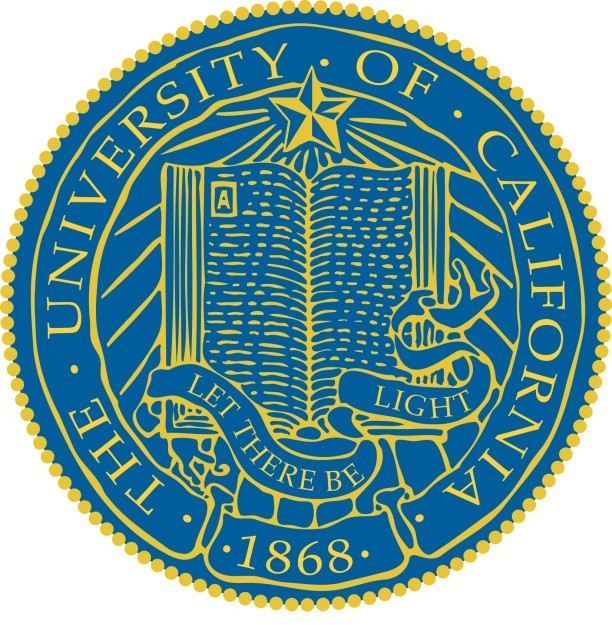 THE · UNIVERSITY · OF · CALIFORNIA
A
LET THERE BE
LIGHT
· 1868 ·